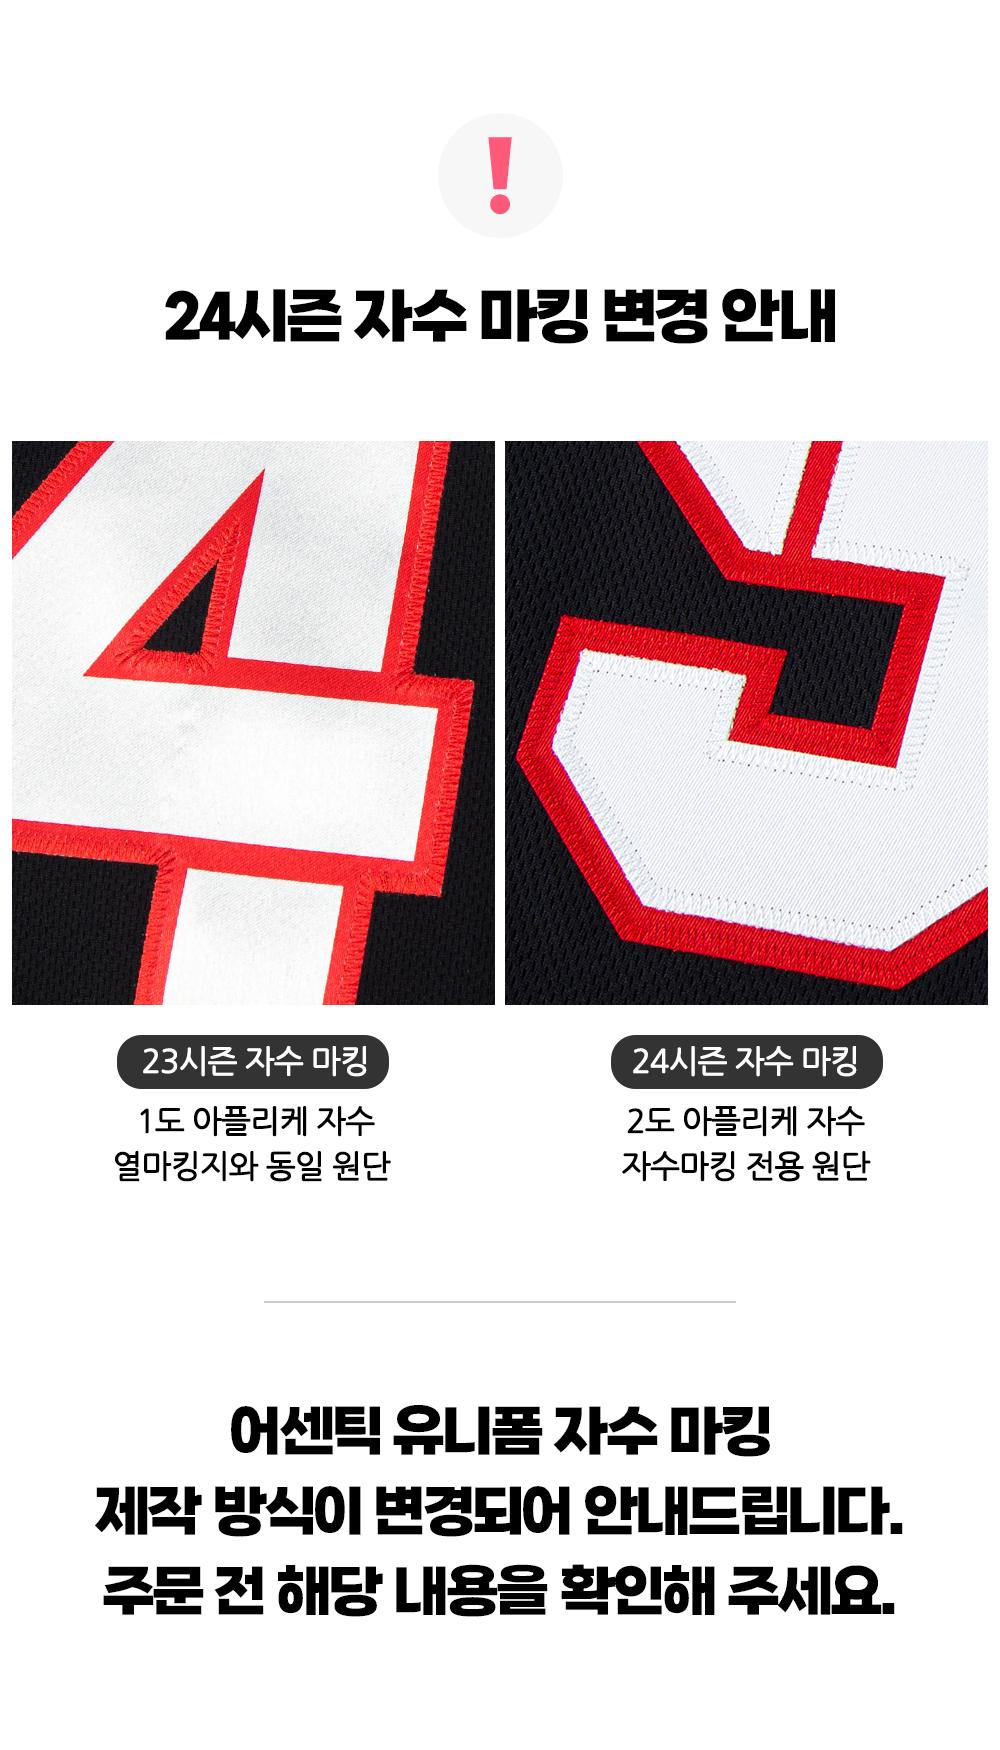 !
24시즌 자수 마킹 변경 안내
23시즌 자수 마킹
1도 아플리케 자수
열마킹지와 동일 원단
24시즌 자수 마킹
2도 아플리케 자수
자수마킹 전용 원단
어센틱 유니폼 자수 마킹
제작 방식이 변경되어 안내드립니다.
주문 전 해당 내용을 확인해 주세요.